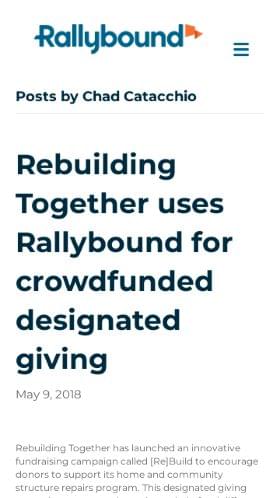 Rallybound
Posts by Chad Catacchio
Rebuilding
Together uses
Rallybound for
crowdfunded
designated
giving
May 9, 2018
Rebuilding Together has launched an innovative
fundraising campaign called [Re]Build to encourage
donors to support its home and community
structure repairs program. This designated giving